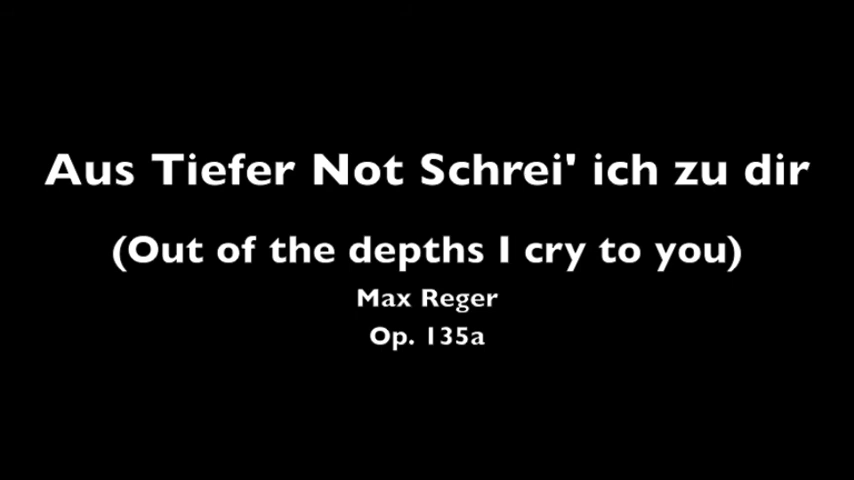 Aus Tiefer Not Schrei' ich zu dir
(Out of the depths I cry to you)
Max Reger
Op. 135a